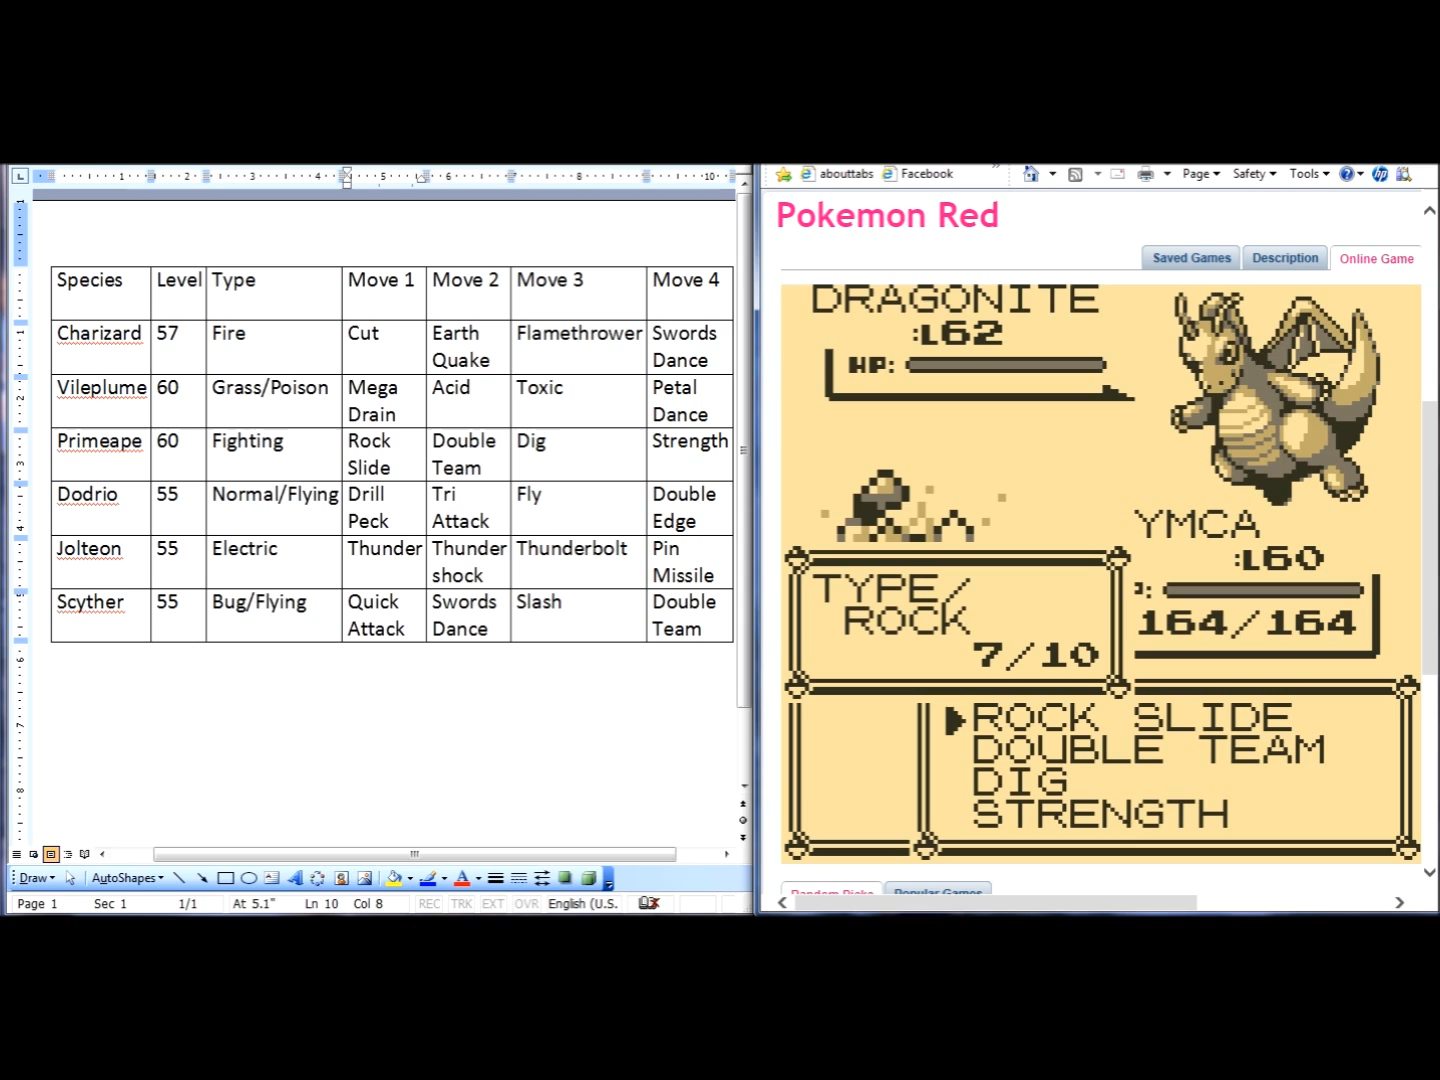 abouttabs Facebook Page Safety Tools
Pokemon Red
Saved Games Description Online Game
Species Level Type Move 1 Move 2 Move 3 Move 4
Charizard 57 Fire Cut Earth Quake Flamethrower Swords Dance
Vileplume 60 Grass/Poison Mega Drain Acid Toxic Petal Dance
Primeape 60 Fighting Rock Slide Double Team Dig Strength
Dodrio 55 Normal/Flying Drill Peck Tri Attack Fly Double Edge
Jolteon 55 Electric Thunder Thunder shock Thunderbolt Pin Missile
Scyther 55 Bug/Flying Quick Attack Swords Dance Slash Double Team
Draw AutoShapes
Page 1 Sec 1 1/1 At 5.1" Ln 10 Col 8 REC TRK EXT OVR English (U.S.
DRAGONITE
:L62
HP:
YMCA
:L60
164/164
TYPE/
ROCK
7/10
ROCK SLIDE
DOUBLE TEAM
DIG
STRENGTH
Random Picks Popular Games